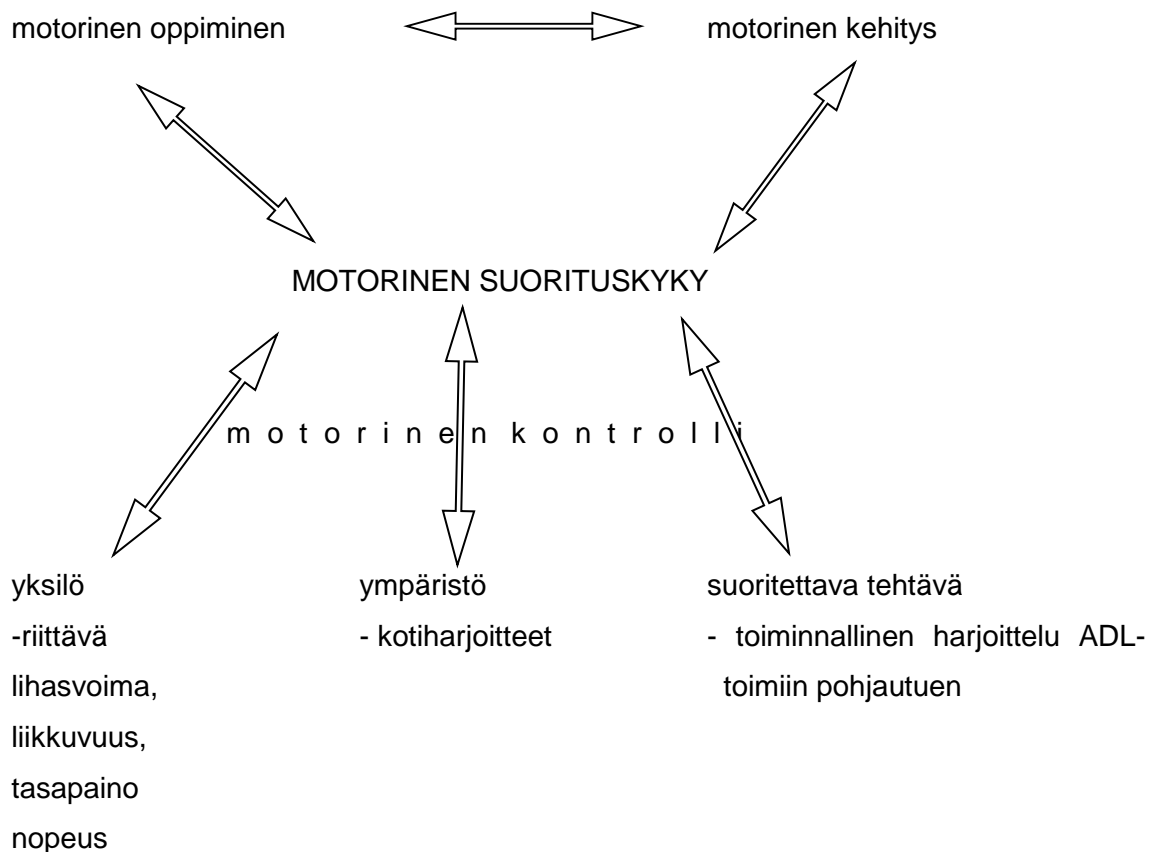 motorinen oppiminen
motorinen kehitys
MOTORINEN SUORITUSKYKY
m o t o r i n e n k o n t r o l l i
yksilö
-riittävä
lihasvoima,
liikkuvuus,
tasapaino
nopeus
ympäristö
- kotiharjoitteet
suoritettava tehtävä
- toiminnallinen harjoittelu ADL-
toimiin pohjautuen